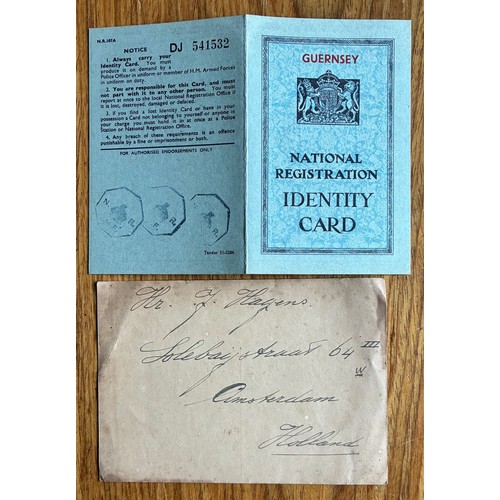 N.R.107A
NOTICE DJ 541532
1. Always carry your
Identity Card. You must
produce it on demand by a
Police Officer in uniform or member of H.M. Armed Forces
in uniform on duty.
2. You are responsible for this Card, and must
not part with it to any other person. You must
report at once to the local National Registration Office if
it is lost, destroyed, damaged or defaced.
3. If you find a lost Identity Card or have in your
possession a Card not belonging to yourself or anyone in
your charge you must hand it in at once at a Police
Station or National Registration Office.
4. Any breach of these requirements is an offence
punishable by a fine or imprisonment or both.
FOR AUTHORISED ENDORSEMENTS ONLY
GUERNSEY
NATIONAL
REGISTRATION
IDENTITY
CARD
Hr. J. Hayens.
Solebaijstraat 64 III
W
Amsterdam
Holland